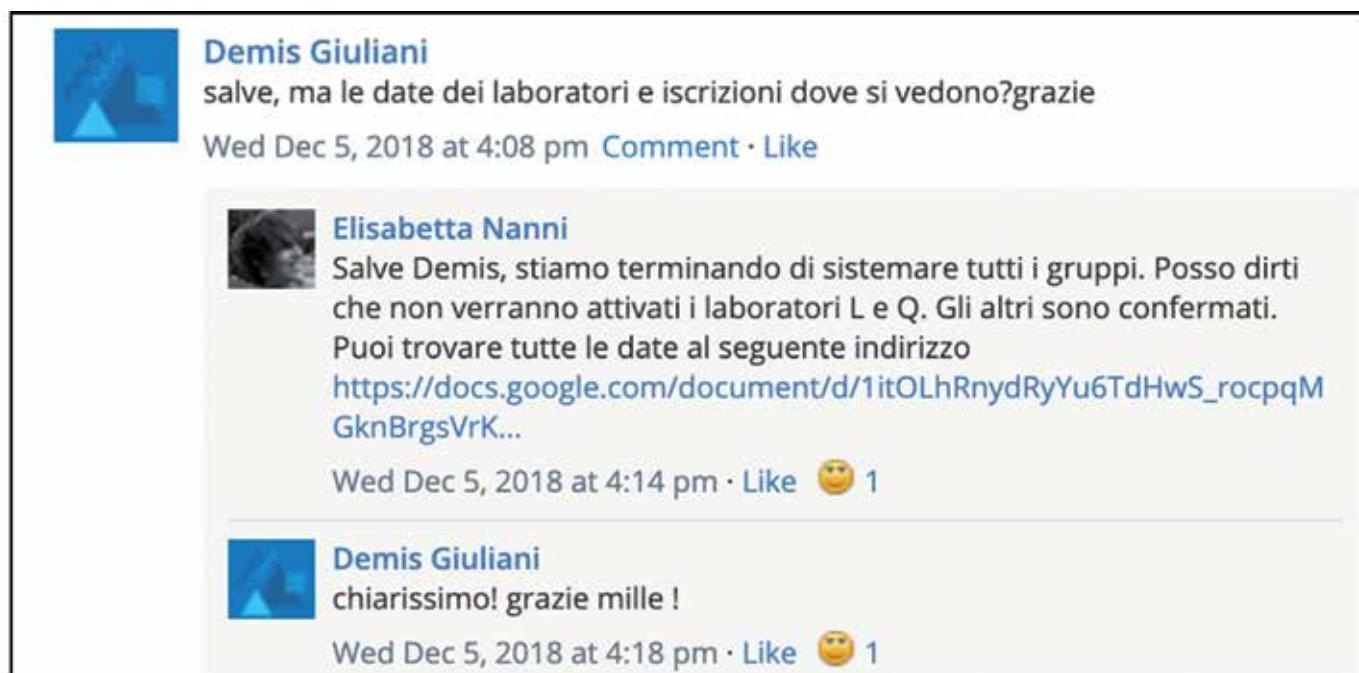 Demis Giuliani
salve, ma le date dei laboratori e iscrizioni dove si vedono?grazie
Wed Dec 5, 2018 at 4:08 pm Comment · Like
Elisabetta Nanni
Salve Demis, stiamo terminando di sistemare tutti i gruppi. Posso dirti
che non verranno attivati i laboratori L e Q. Gli altri sono confermati.
Puoi trovare tutte le date al seguente indirizzo
https://docs.google.com/document/d/1itOLhRnydRyYu6TdHwS_rocpqM
GknBrgsVrK...
Wed Dec 5, 2018 at 4:14 pm · Like 1
Demis Giuliani
chiarissimo! grazie mille !
Wed Dec 5, 2018 at 4:18 pm · Like 1